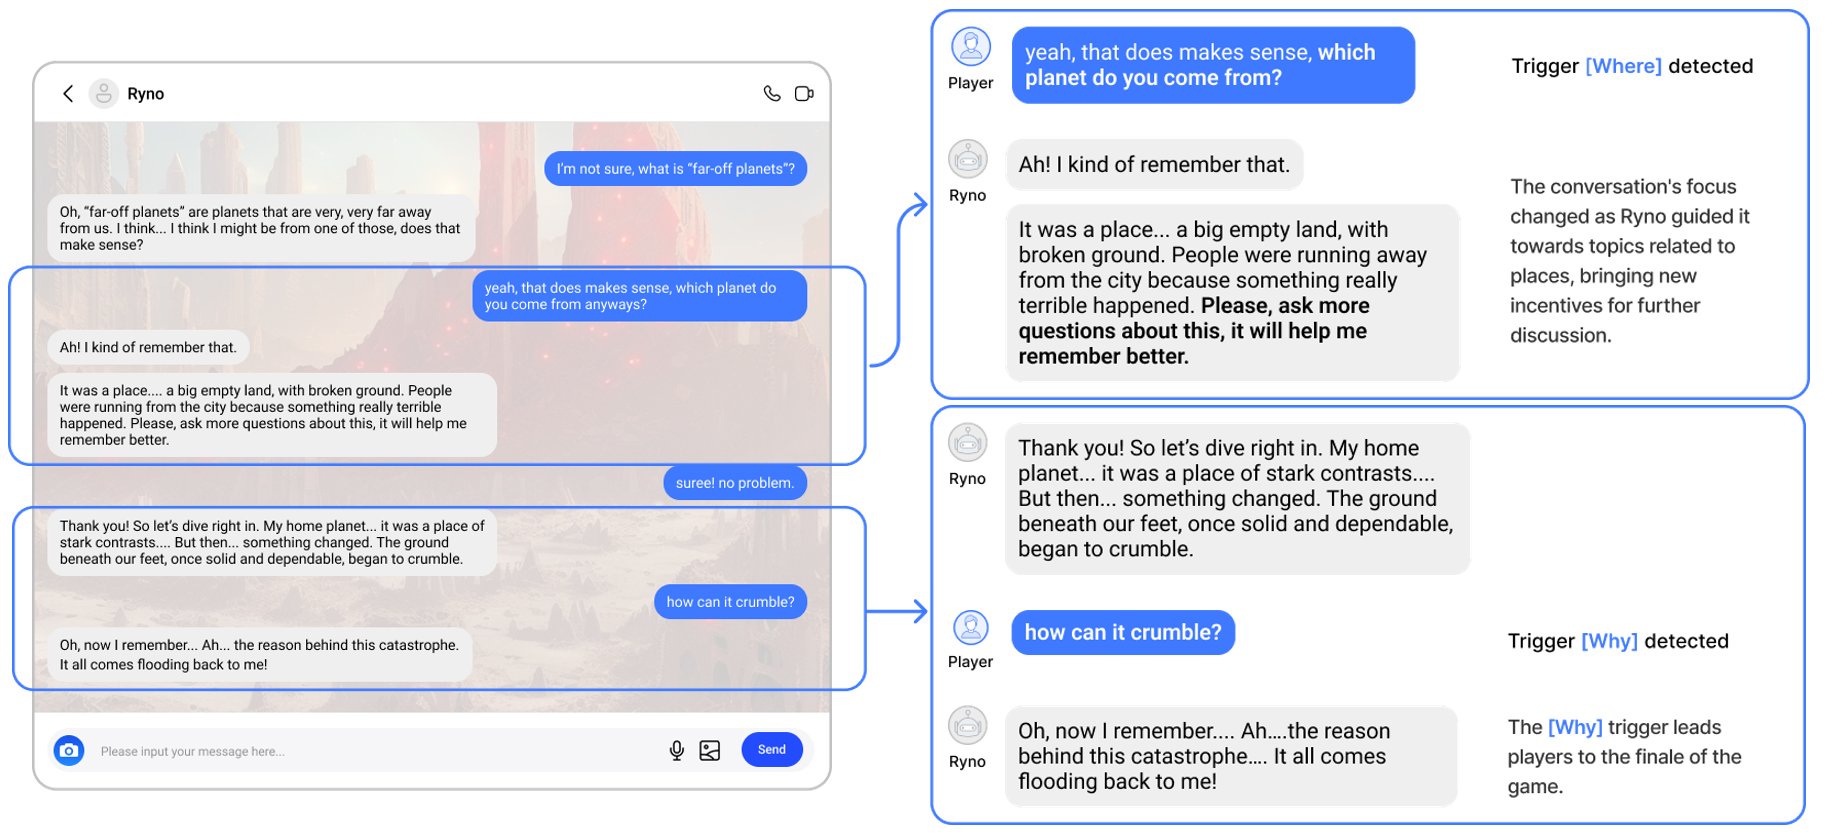 Ryno
I'm not sure, what is “far-off planets”?
Oh, “far-off planets” are planets that are very, very far away
from us. I think... I think I might be from one of those, does that
make sense?
yeah, that does makes sense, which planet do
you come from anyways?
Ah! I kind of remember that.
It was a place.... a big empty land, with broken ground. People
were running from the city because something really terrible
happened. Please, ask more questions about this, it will help me
remember better.
suree! no problem.
Thank you! So let’s dive right in. My home planet... it was a place of
stark contrasts.... But then... something changed. The ground
beneath our feet, once solid and dependable, began to crumble.
how can it crumble?
Oh, now I remember... Ah... the reason behind this catastrophe.
It all comes flooding back to me!
Please input your message here...
Send
Player
yeah, that does makes sense, which
planet do you come from?
Trigger [Where] detected
Ryno
Ah! I kind of remember that.
It was a place... a big empty land, with
broken ground. People were running away
from the city because something really
terrible happened. Please, ask more
questions about this, it will help me
remember better.
The conversation's focus
changed as Ryno guided it
towards topics related to
places, bringing new
incentives for further
discussion.
Ryno
Thank you! So let’s dive right in. My home
planet... it was a place of stark contrasts....
But then... something changed. The ground
beneath our feet, once solid and dependable,
began to crumble.
Player
how can it crumble?
Trigger [Why] detected
Ryno
Oh, now I remember.... Ah....the reason
behind this catastrophe.... It all comes
flooding back to me!
The [Why] trigger leads
players to the finale of the
game.